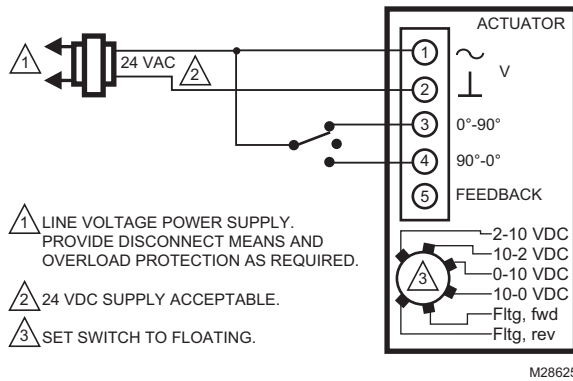 ACTUATOR
1
24 VAC
2
1
~
V
2
3
0°-90°
4
90°-0°
5
FEEDBACK
1 LINE VOLTAGE POWER SUPPLY.
PROVIDE DISCONNECT MEANS AND
OVERLOAD PROTECTION AS REQUIRED.
2 24 VDC SUPPLY ACCEPTABLE.
3 SET SWITCH TO FLOATING.
3
2-10 VDC
10-2 VDC
0-10 VDC
10-0 VDC
Fltg, fwd
Fltg, rev
M28625